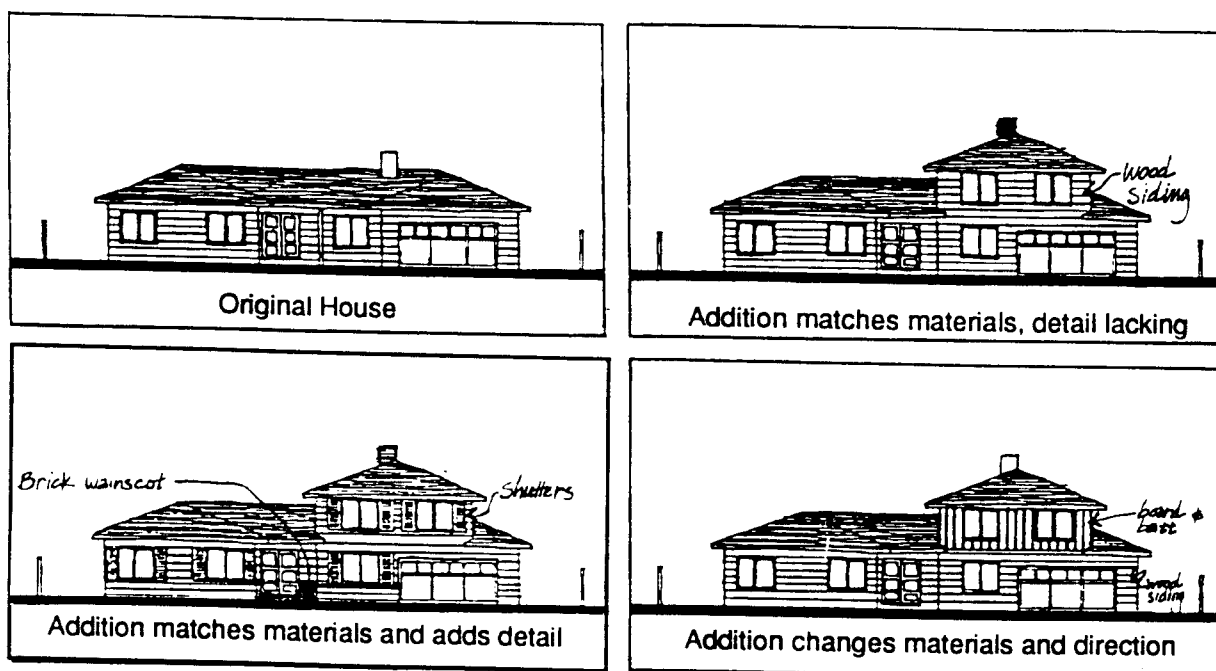 Original House
Wood
Siding
Addition matches materials, detail lacking
Brick wainscot
Shutters
Addition matches materials and adds detail
board &
batt
wood
siding
Addition changes materials and direction